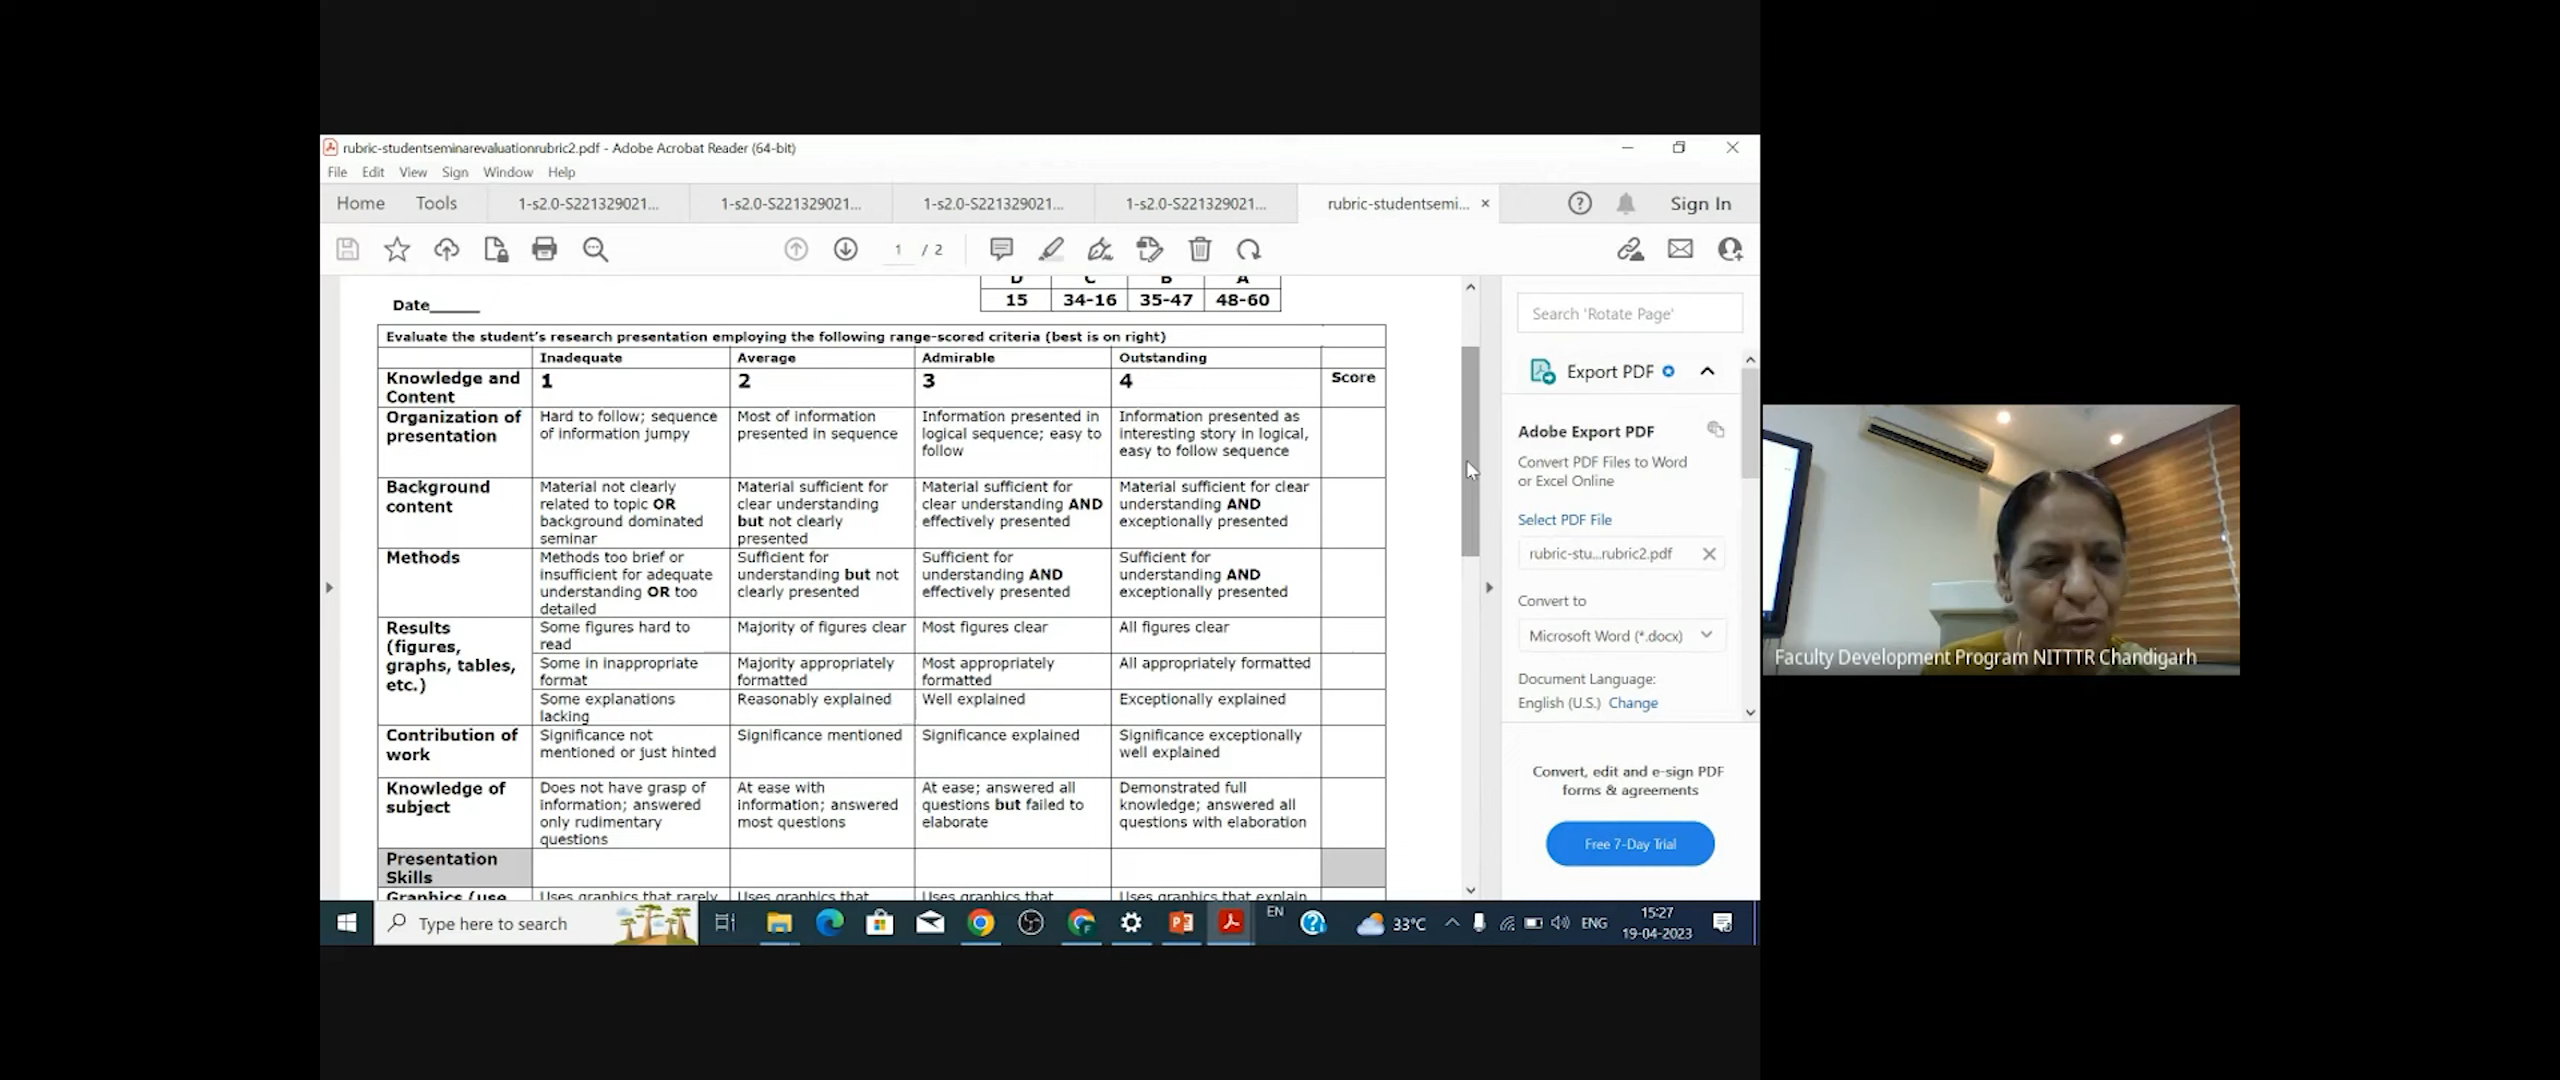 rubric-studentseminarevaluationrubric2.pdf - Adobe Acrobat Reader (64-bit)
File Edit View Sign Window Help
Home Tools 1-s2.0-S221329021... 1-s2.0-S221329021... 1-s2.0-S221329021... 1-s2.0-S221329021... rubric-studentsemi... Sign In
1 / 2
D C B A
Date______ 15 34-16 35-47 48-60
Evaluate the student's research presentation employing the following range-scored criteria (best is on right)
Inadequate Average Admirable Outstanding
Knowledge and Content 1 2 3 4 Score
Organization of presentation
Hard to follow; sequence of information jumpy
Most of information presented in sequence
Information presented in logical sequence; easy to follow
Information presented as interesting story in logical, easy to follow sequence
Background content
Material not clearly related to topic OR background dominated seminar
Material sufficient for clear understanding but not clearly presented
Material sufficient for clear understanding AND effectively presented
Material sufficient for clear understanding AND exceptionally presented
Methods
Methods too brief or insufficient for adequate understanding OR too detailed
Sufficient for understanding but not clearly presented
Sufficient for understanding AND effectively presented
Sufficient for understanding AND exceptionally presented
Results (figures, graphs, tables, etc.)
Some figures hard to read
Majority of figures clear
Most figures clear
All figures clear
Some in inappropriate format
Majority appropriately formatted
Most appropriately formatted
All appropriately formatted
Some explanations lacking
Reasonably explained
Well explained
Exceptionally explained
Contribution of work
Significance not mentioned or just hinted
Significance mentioned
Significance explained
Significance exceptionally well explained
Knowledge of subject
Does not have grasp of information; answered only rudimentary questions
At ease with information; answered most questions
At ease; answered all questions but failed to elaborate
Demonstrated full knowledge; answered all questions with elaboration
Presentation Skills
Graphics (use
Uses graphics that rarely
Uses graphics that
Uses graphics that
Uses graphics that explain
Search 'Rotate Page'
Export PDF
Adobe Export PDF
Convert PDF Files to Word
or Excel Online
Select PDF File
rubric-stu...rubric2.pdf
Convert to
Microsoft Word (*.docx)
Document Language:
English (U.S.) Change
Convert, edit and e-sign PDF
forms & agreements
Free 7-Day Trial
Faculty Development Program NITTTR Chandigarh
Type here to search
EN
33°C
ENG
15:27
19-04-2023